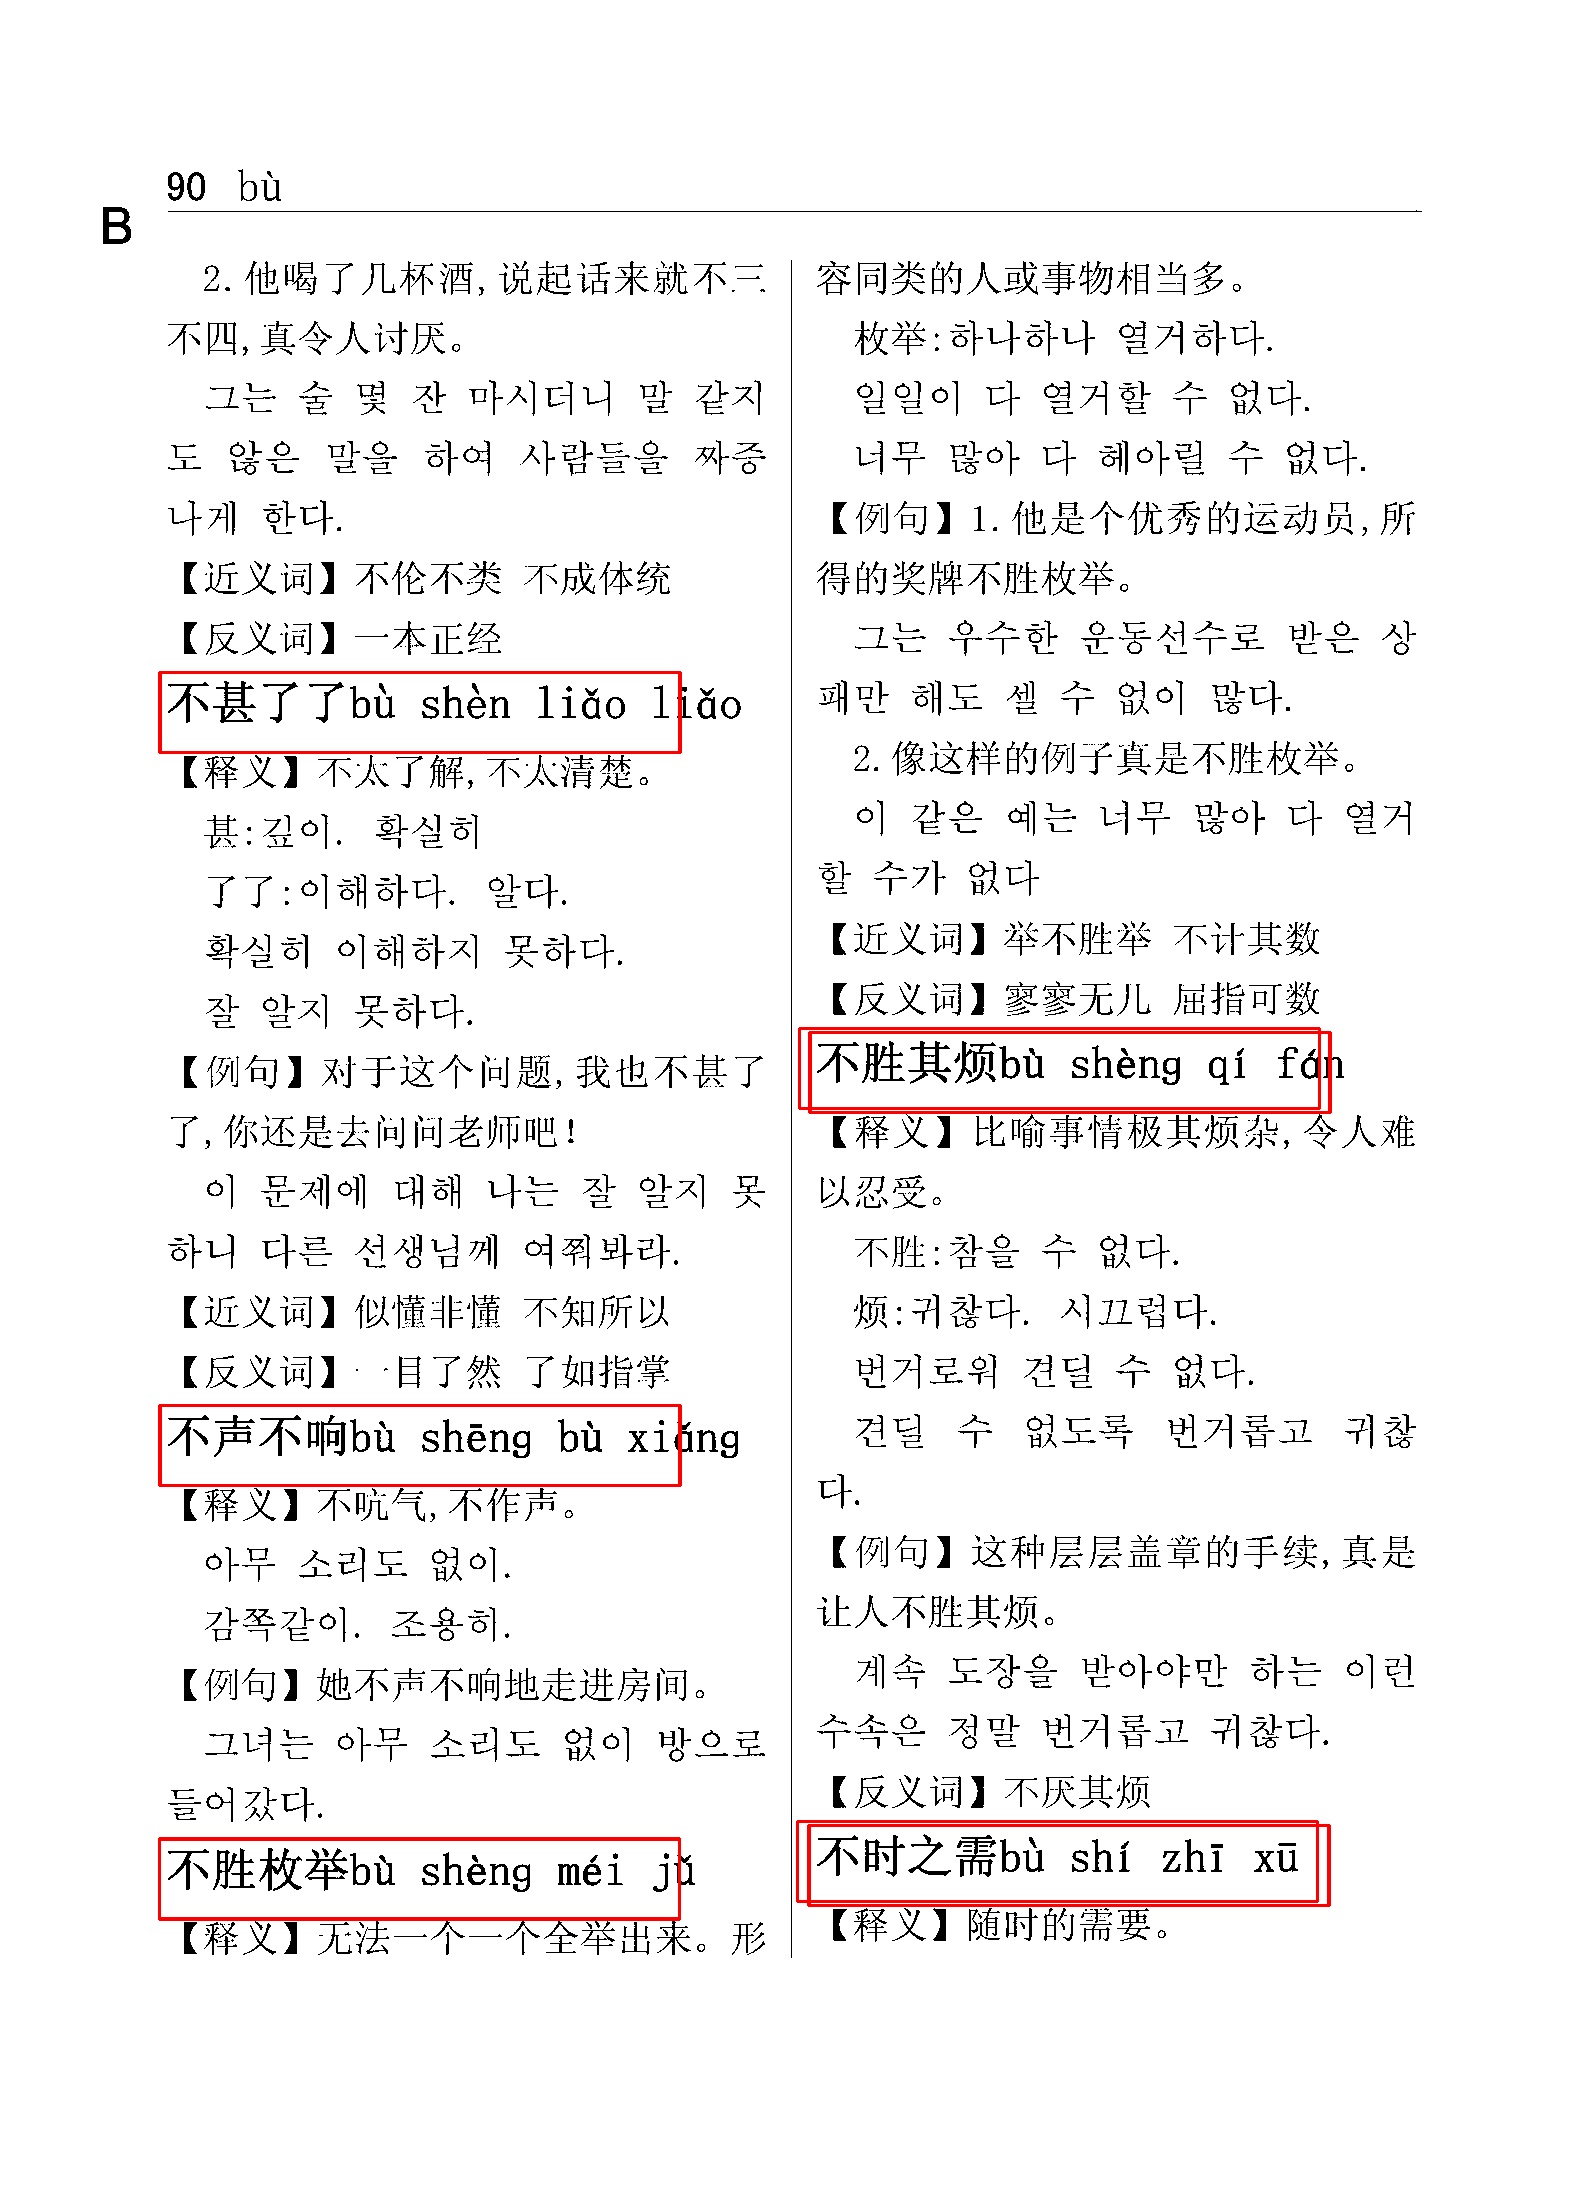 90 bù
B
2.他喝了几杯酒,说起话来就不三
不四,真令人讨厌。
그는 술 몇 잔 마시더니 말 같지
도 않은 말을 하여 사람들을 짜증
나게 한다.
【近义词】不伦不类 不成体统
【反义词】一本正经
不甚了了bù shèn liǎo liǎo
【释义】不太了解,不太清楚。
甚:깊이. 확실히
了了:이해하다. 알다.
확실히 이해하지 못하다.
잘 알지 못하다.
【例句】对于这个问题,我也不甚了
了,你还是去问问老师吧!
이 문제에 대해 나는 잘 알지 못
하니 다른 선생님께 여쭤봐라.
【近义词】似懂非懂 不知所以
【反义词】一目了然 了如指掌
不声不响bù shēng bù xiǎng
【释义】不吭气,不作声。
아무 소리도 없이.
감쪽같이. 조용히.
【例句】她不声不响地走进房间。
그녀는 아무 소리도 없이 방으로
들어갔다.
不胜枚举bù shèng méi jǔ
【释义】无法一个一个全举出来。形
容同类的人或事物相当多。
枚举:하나하나 열거하다.
일일이 다 열거할 수 없다.
너무 많아 다 헤아릴 수 없다.
【例句】1.他是个优秀的运动员,所
得的奖牌不胜枚举。
그는 우수한 운동선수로 받은 상
패만 해도 셀 수 없이 많다.
2.像这样的例子真是不胜枚举。
이 같은 예는 너무 많아 다 열거
할 수가 없다
【近义词】举不胜举 不计其数
【反义词】寥寥无儿 屈指可数
不胜其烦bù shèng qí fán
【释义】比喻事情极其烦杂,令人难
以忍受。
不胜:참을 수 없다.
烦:귀찮다. 시끄럽다.
번거로워 견딜 수 없다.
견딜 수 없도록 번거롭고 귀찮
다.
【例句】这种层层盖章的手续,真是
让人不胜其烦。
계속 도장을 받아야만 하는 이런
수속은 정말 번거롭고 귀찮다.
【反义词】不厌其烦
不时之需bù shí zhī xū
【释义】随时的需要。